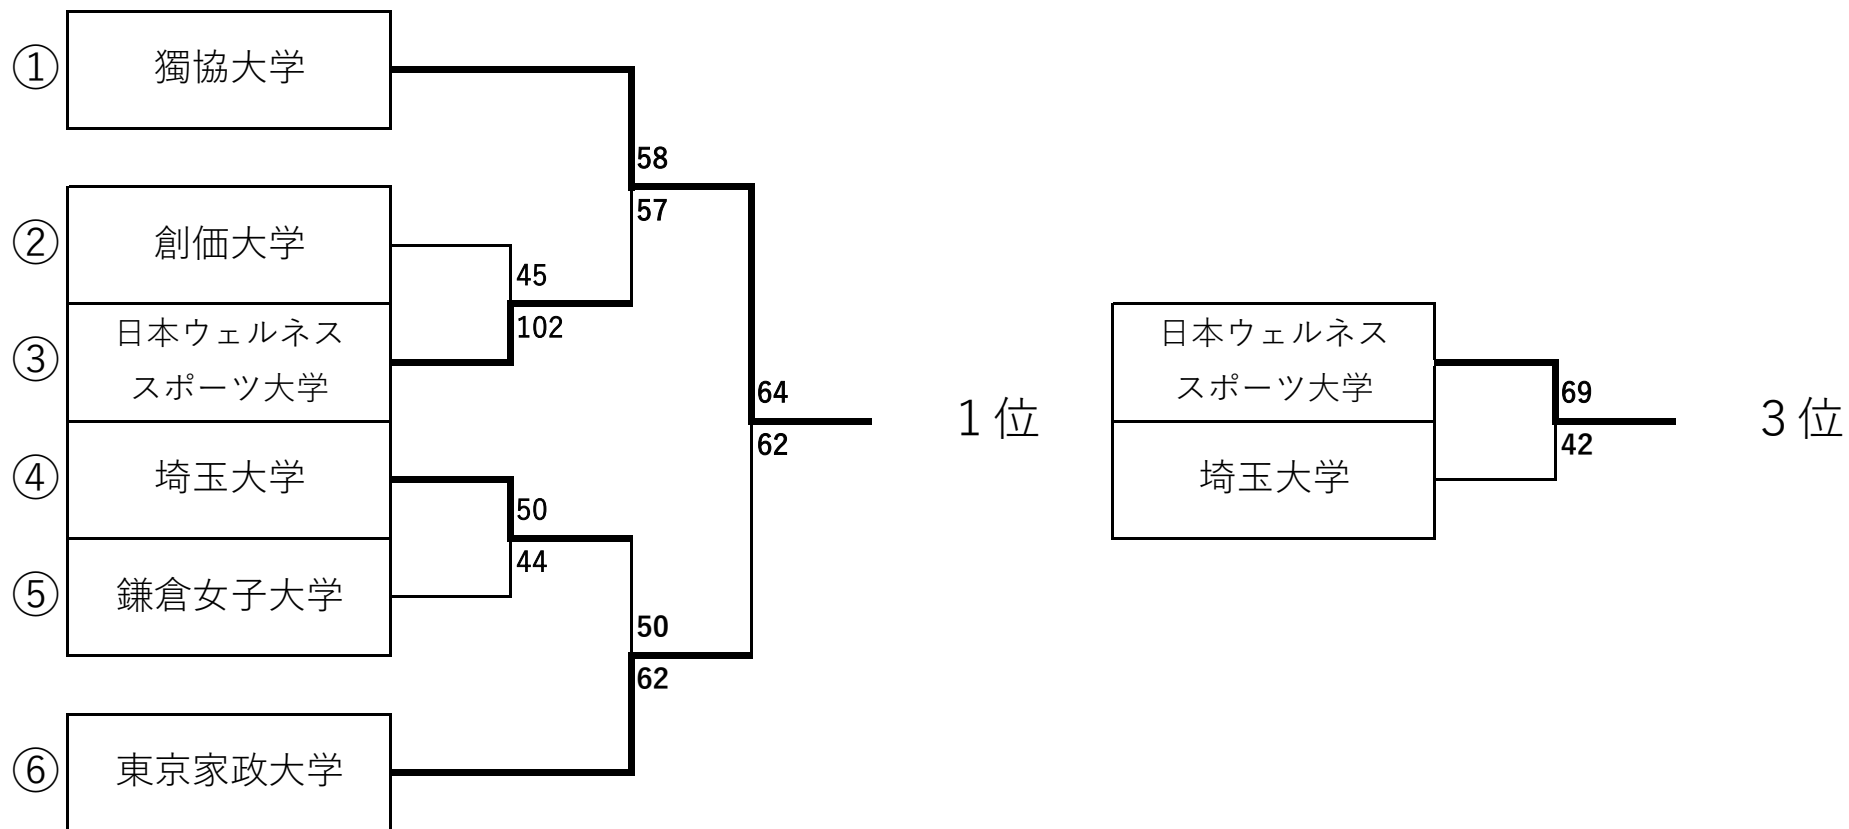 ① 獨協大学
58
57
② 創価大学
45
102
③ 日本ウェルネス
スポーツ大学
④ 埼玉大学
50
44
⑤ 鎌倉女子大学
50
62
⑥ 東京家政大学
64
62
1位
日本ウェルネス
スポーツ大学
埼玉大学
69
42
3位